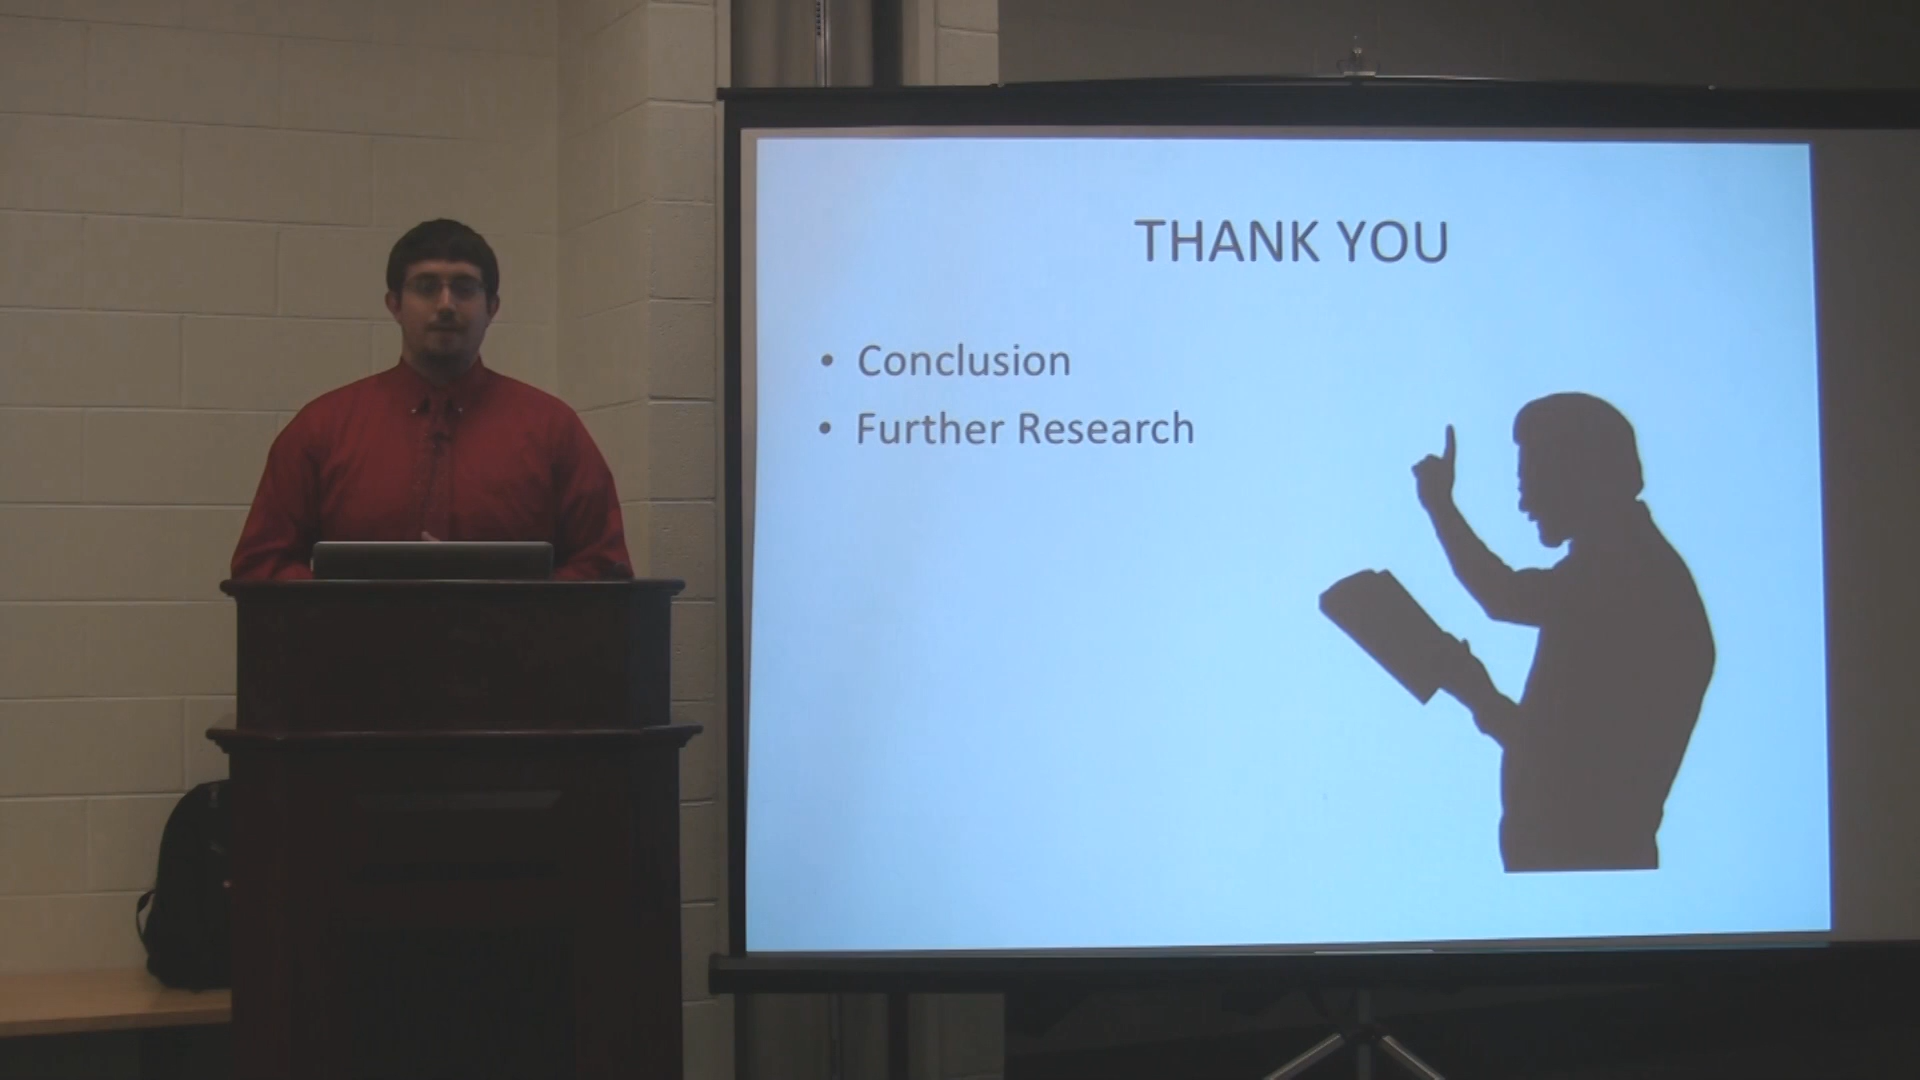 THANK YOU
• Conclusion
• Further Research